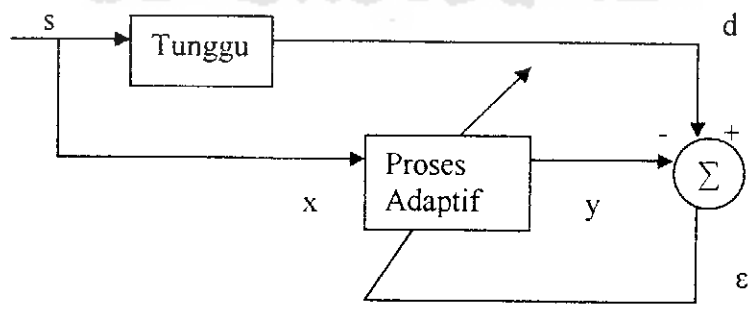 s
d
Tunggu
- +
Proses
Adaptif
Σ
x
y
ε